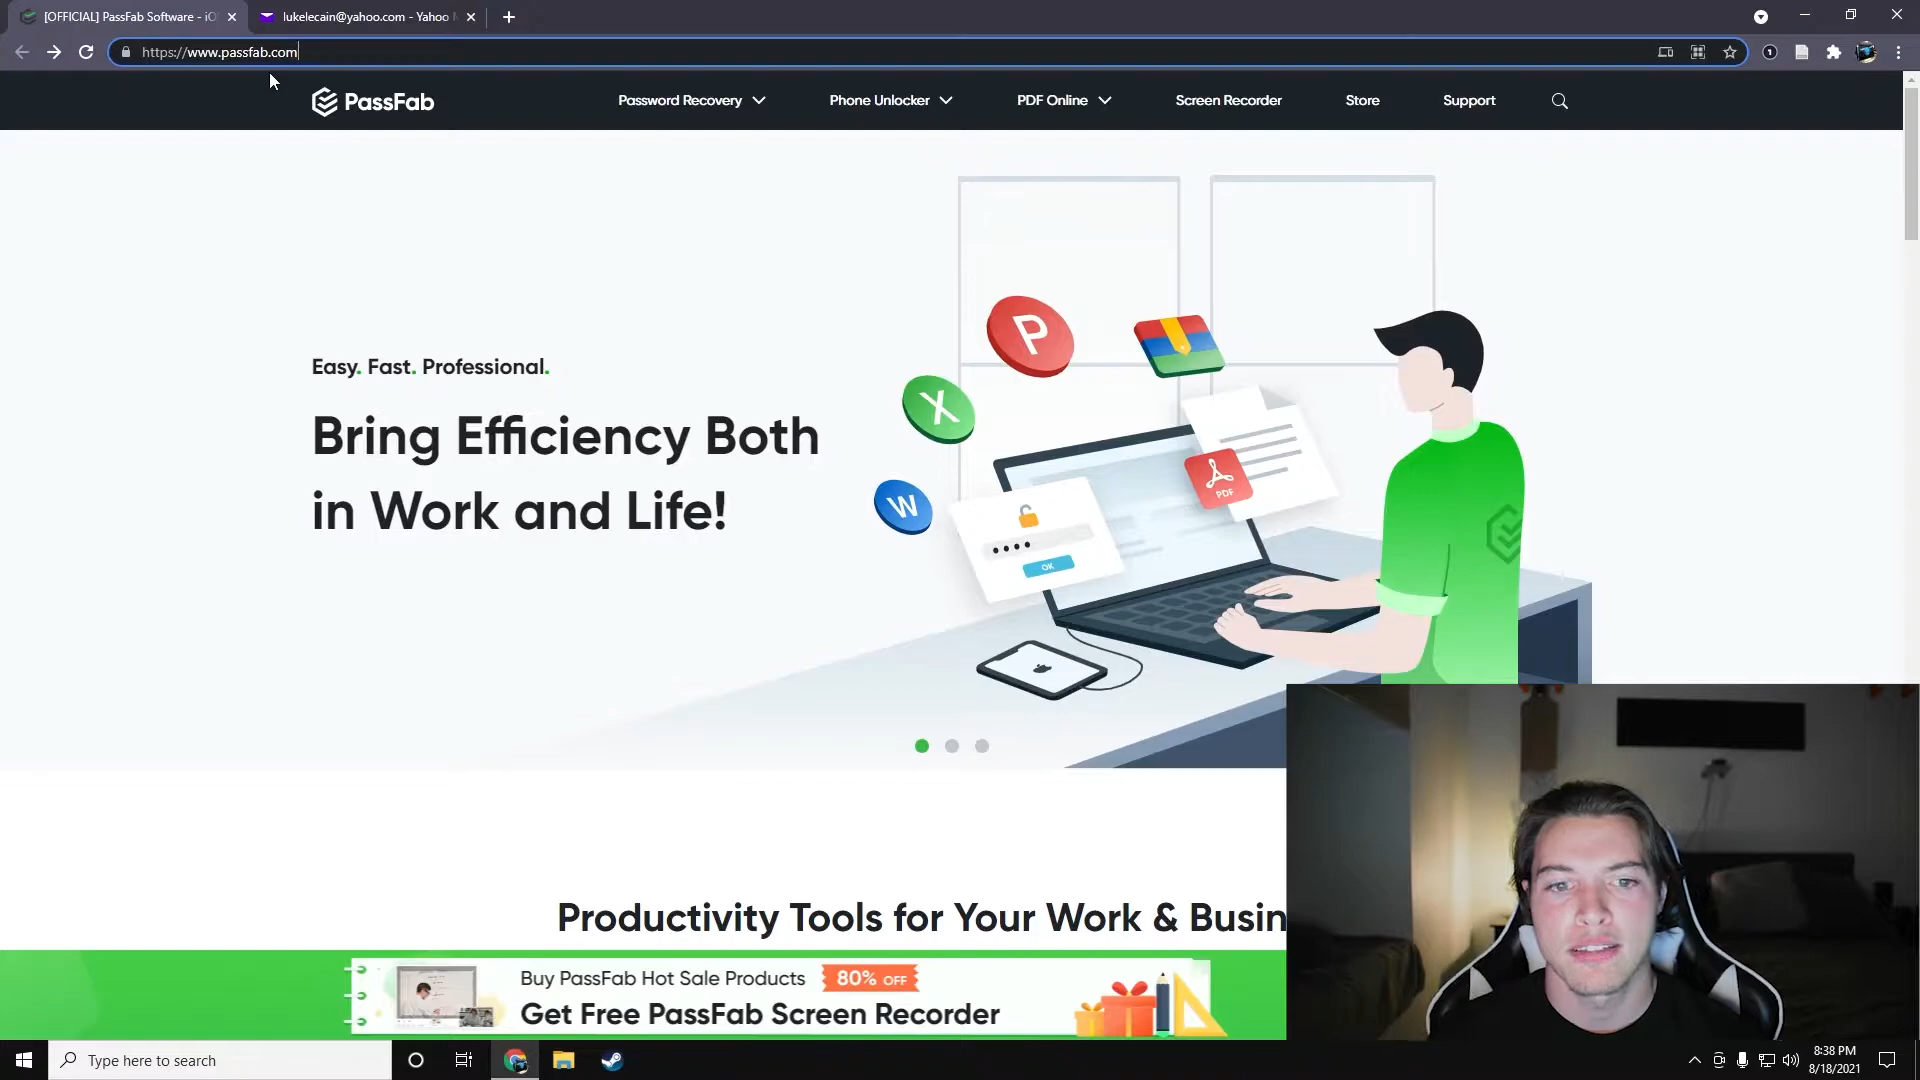 [OFFICIAL] PassFab Software - iO
lukelecain@yahoo.com - Yahoo
https://www.passfab.com
PassFab
Password Recovery
Phone Unlocker
PDF Online
Screen Recorder
Store
Support
Easy. Fast. Professional.
Bring Efficiency Both
in Work and Life!
P
X
W
PDF
OK
Productivity Tools for Your Work & Busin
Buy PassFab Hot Sale Products
80% OFF
Get Free PassFab Screen Recorder
Type here to search
8:38 PM
8/18/2021